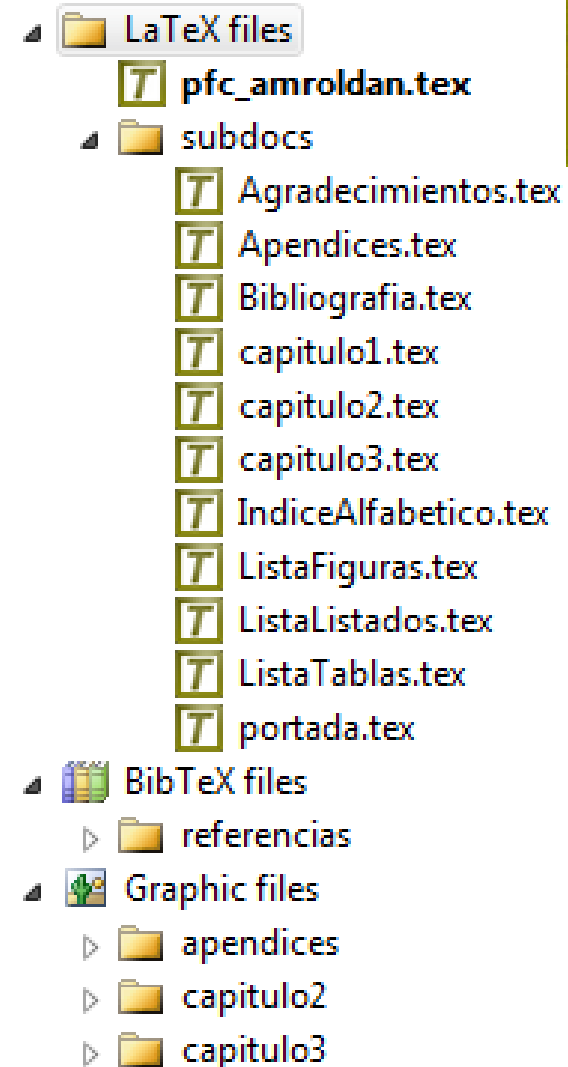 LaTeX files
pfc_amroldan.tex
subdocs
Agradecimientos.tex
Apendices.tex
Bibliografia.tex
capitulo1.tex
capitulo2.tex
capitulo3.tex
IndiceAlfabetico.tex
ListaFiguras.tex
ListaListados.tex
ListaTablas.tex
portada.tex
BibTeX files
referencias
Graphic files
apendices
capitulo2
capitulo3